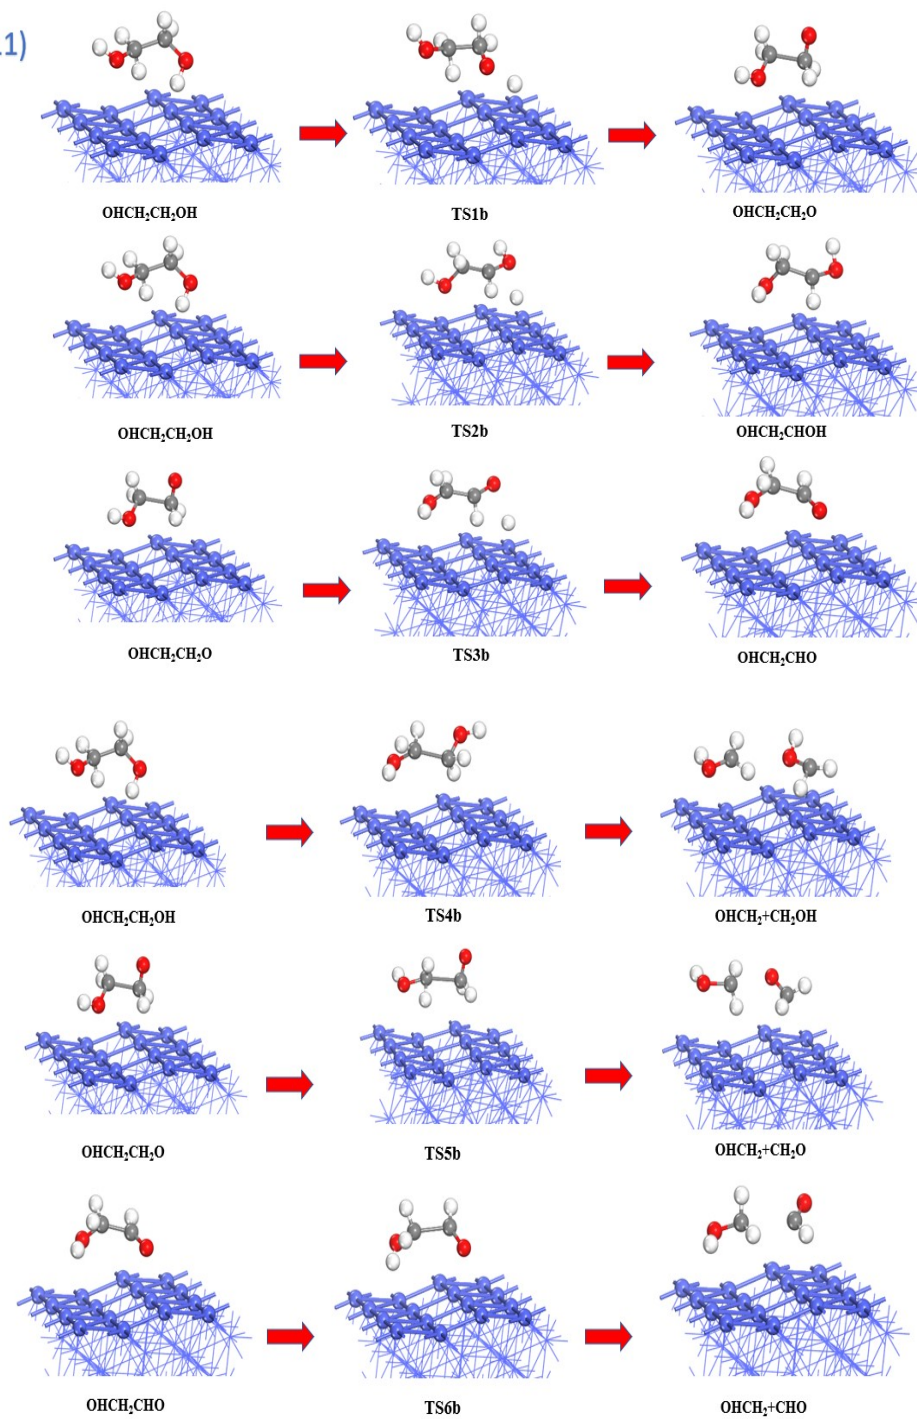 .1)
OHCH₂CH₂OH TS1b OHCH₂CH₂O
OHCH₂CH₂OH TS2b OHCH₂CHOH
OHCH₂CH₂O TS3b OHCH₂CHO
OHCH₂CH₂OH TS4b OHCH₂+CH₂OH
OHCH₂CH₂O TS5b OHCH₂+CH₂O
OHCH₂CHO TS6b OHCH₂+CHO